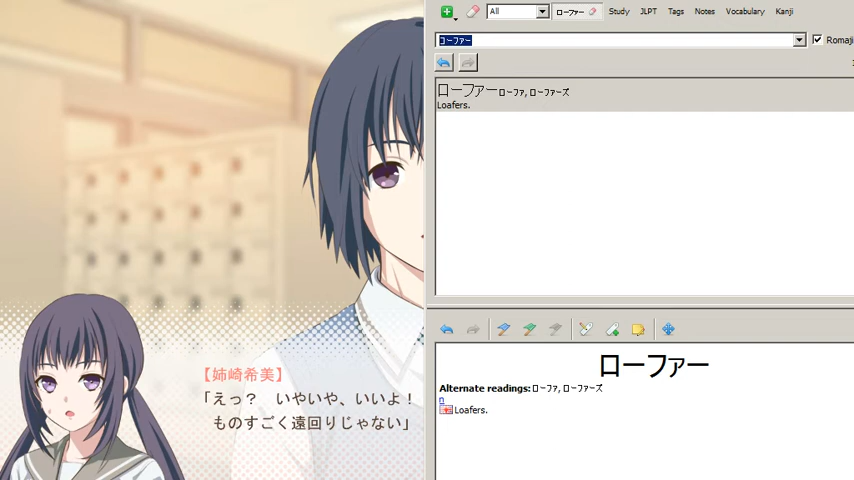 【姉崎希美】
「えっ？　いやいや、いいよ！
ものすごく遠回りじゃない」
All ローファー Study JLPT Tags Notes Vocabulary Kanji
ローファー Romaji
ローファー ローファ, ローファーズ
Loafers.
ローファー
Alternate readings: ローファ, ローファーズ
n
Loafers.